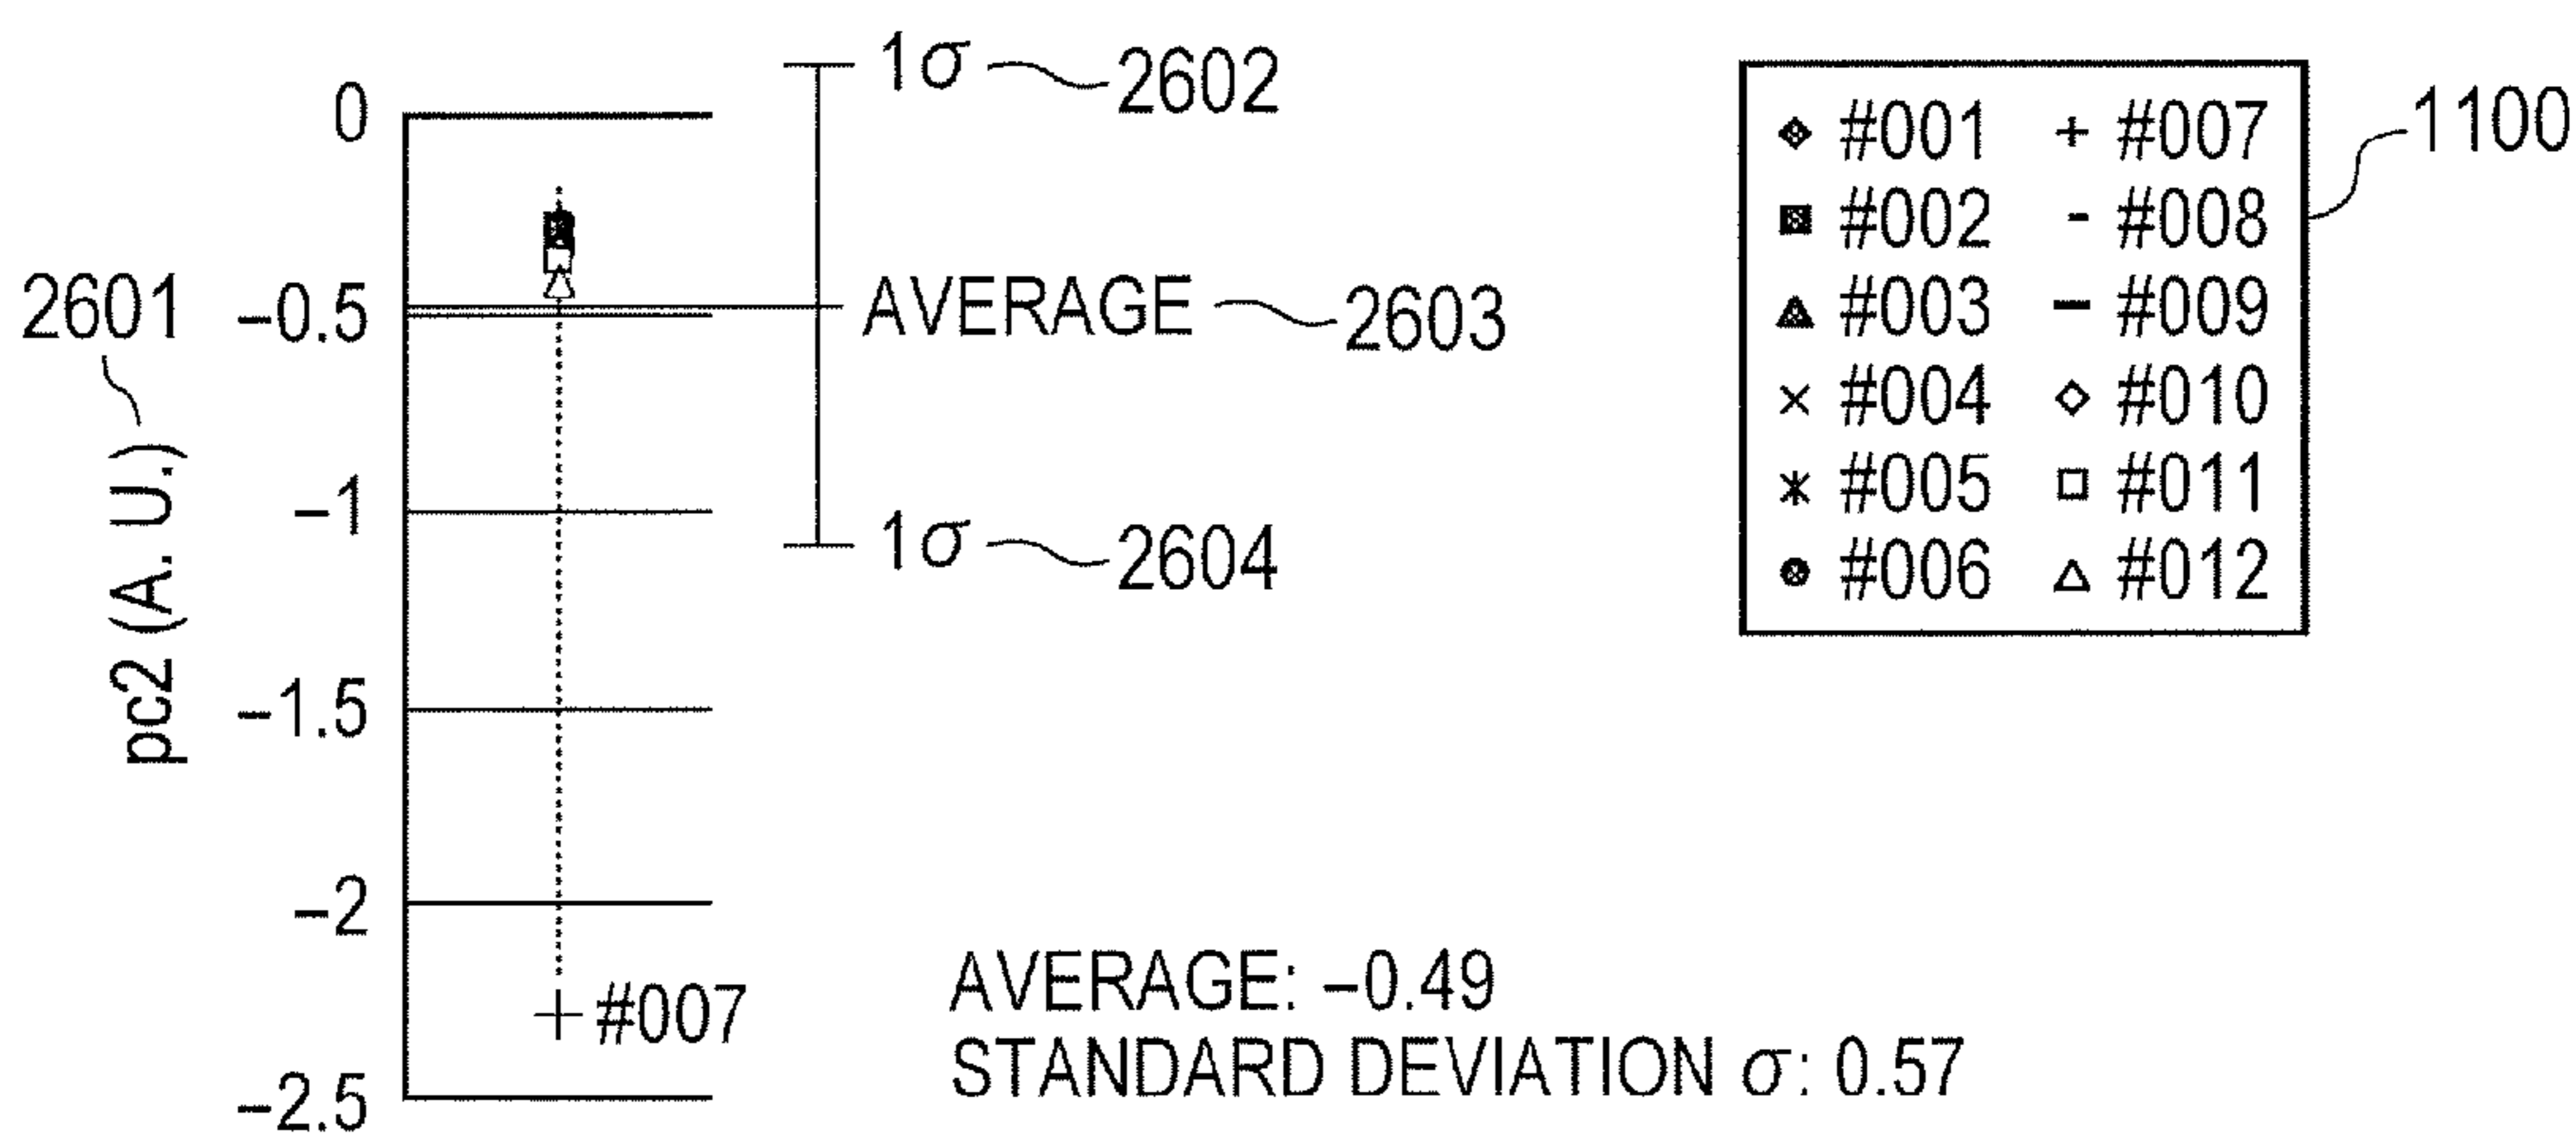 2601
pc2 (A. U.)
0
−0.5
−1
−1.5
−2
−2.5
#007
1σ 2602
AVERAGE 2603
1σ 2604
AVERAGE: −0.49
STANDARD DEVIATION σ: 0.57
#001 #007
#002 #008
#003 #009
#004 #010
#005 #011
#006 #012
1100